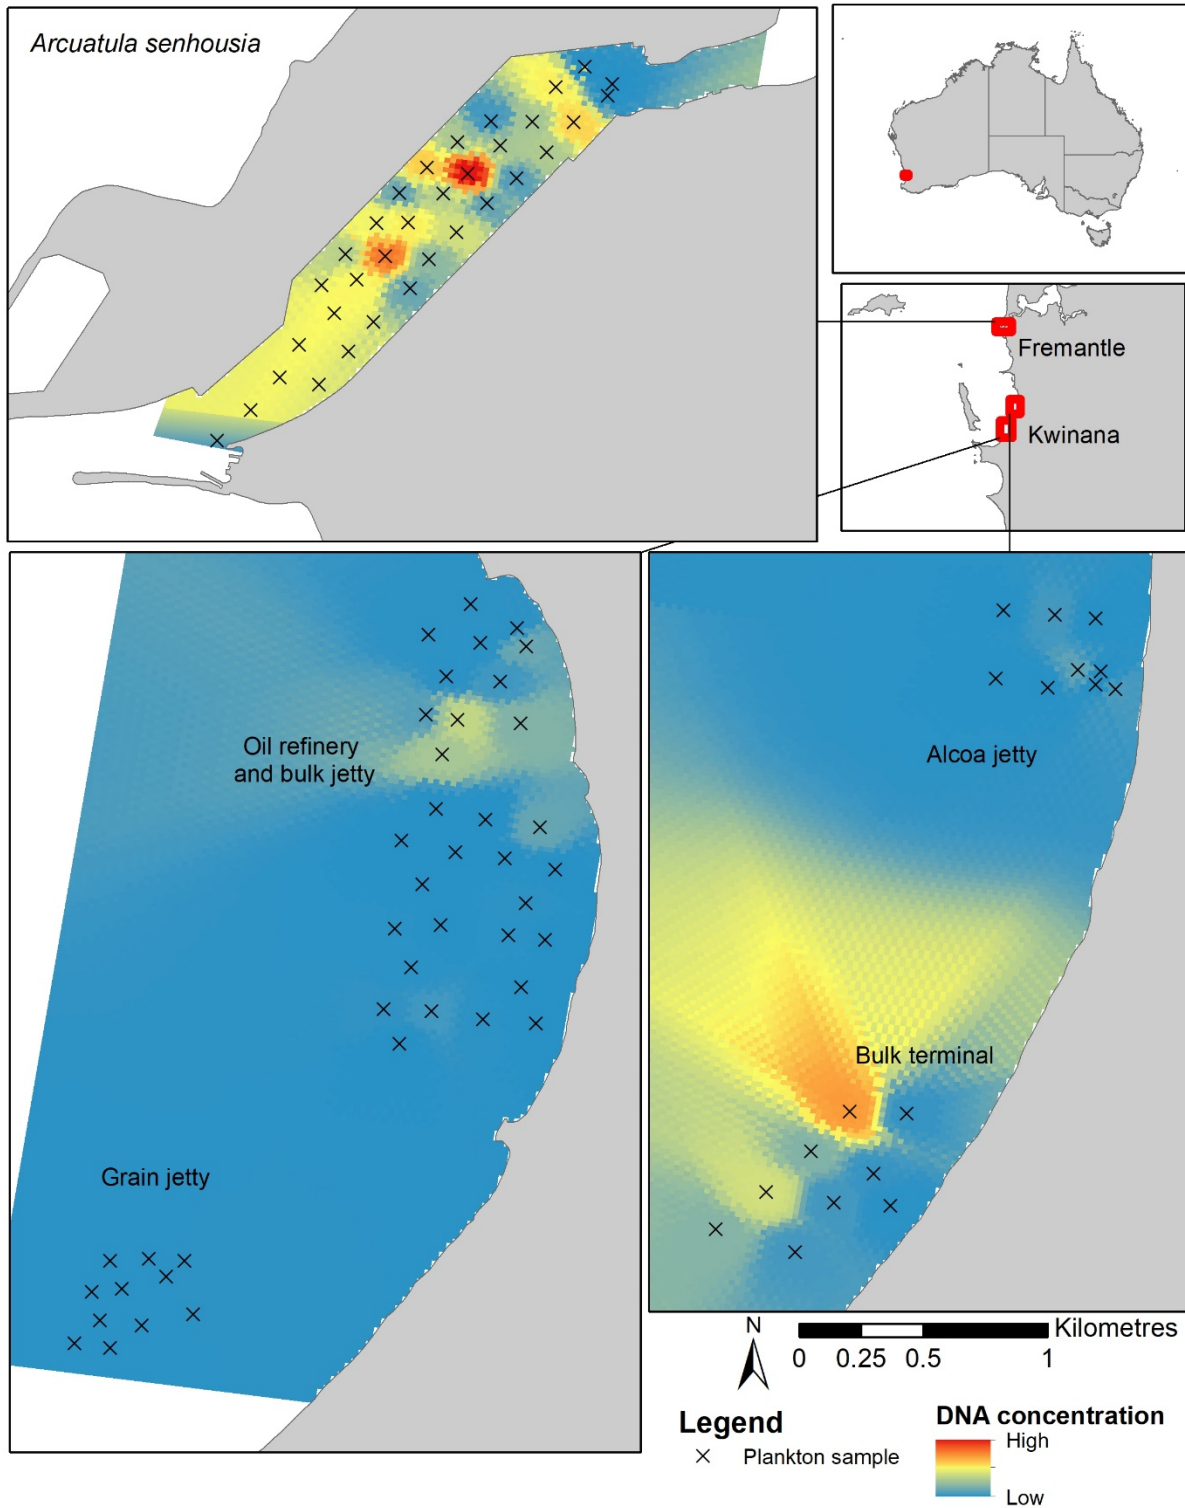 Arcuatula senhousia
Fremantle
Kwinana
Oil refinery
and bulk jetty
Grain jetty
Alcoa jetty
Bulk terminal
N
Kilometres
0 0.25 0.5 1
Legend
Plankton sample
DNA concentration
High
Low